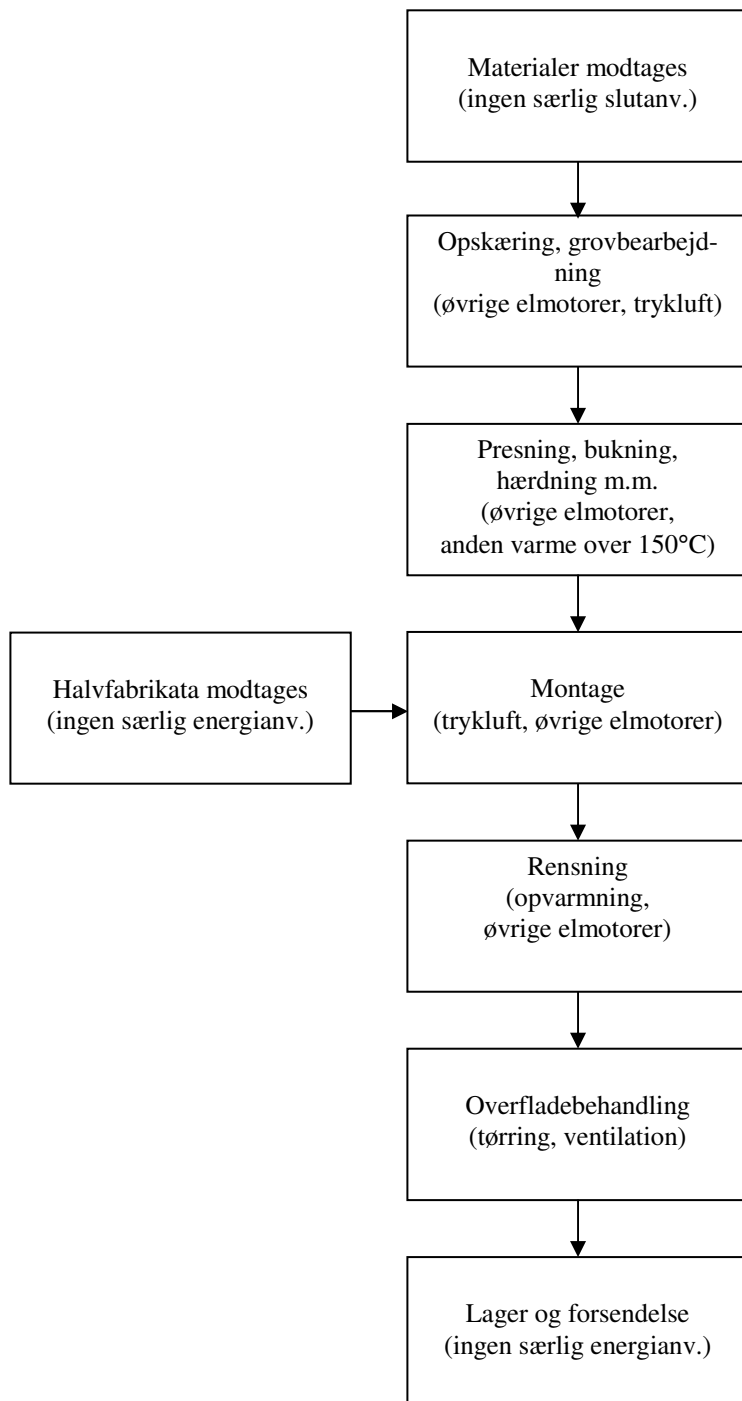 Materialer modtages
(ingen særlig slutanv.)
Opskæring, grovbearbejd-
ning
(øvrige elmotorer, trykluft)
Presning, bukning,
hærdning m.m.
(øvrige elmotorer,
anden varme over 150°C)
Halvfabrikata modtages
(ingen særlig energianv.)
Montage
(trykluft, øvrige elmotorer)
Rensning
(opvarmning,
øvrige elmotorer)
Overfladebehandling
(tørring, ventilation)
Lager og forsendelse
(ingen særlig energianv.)